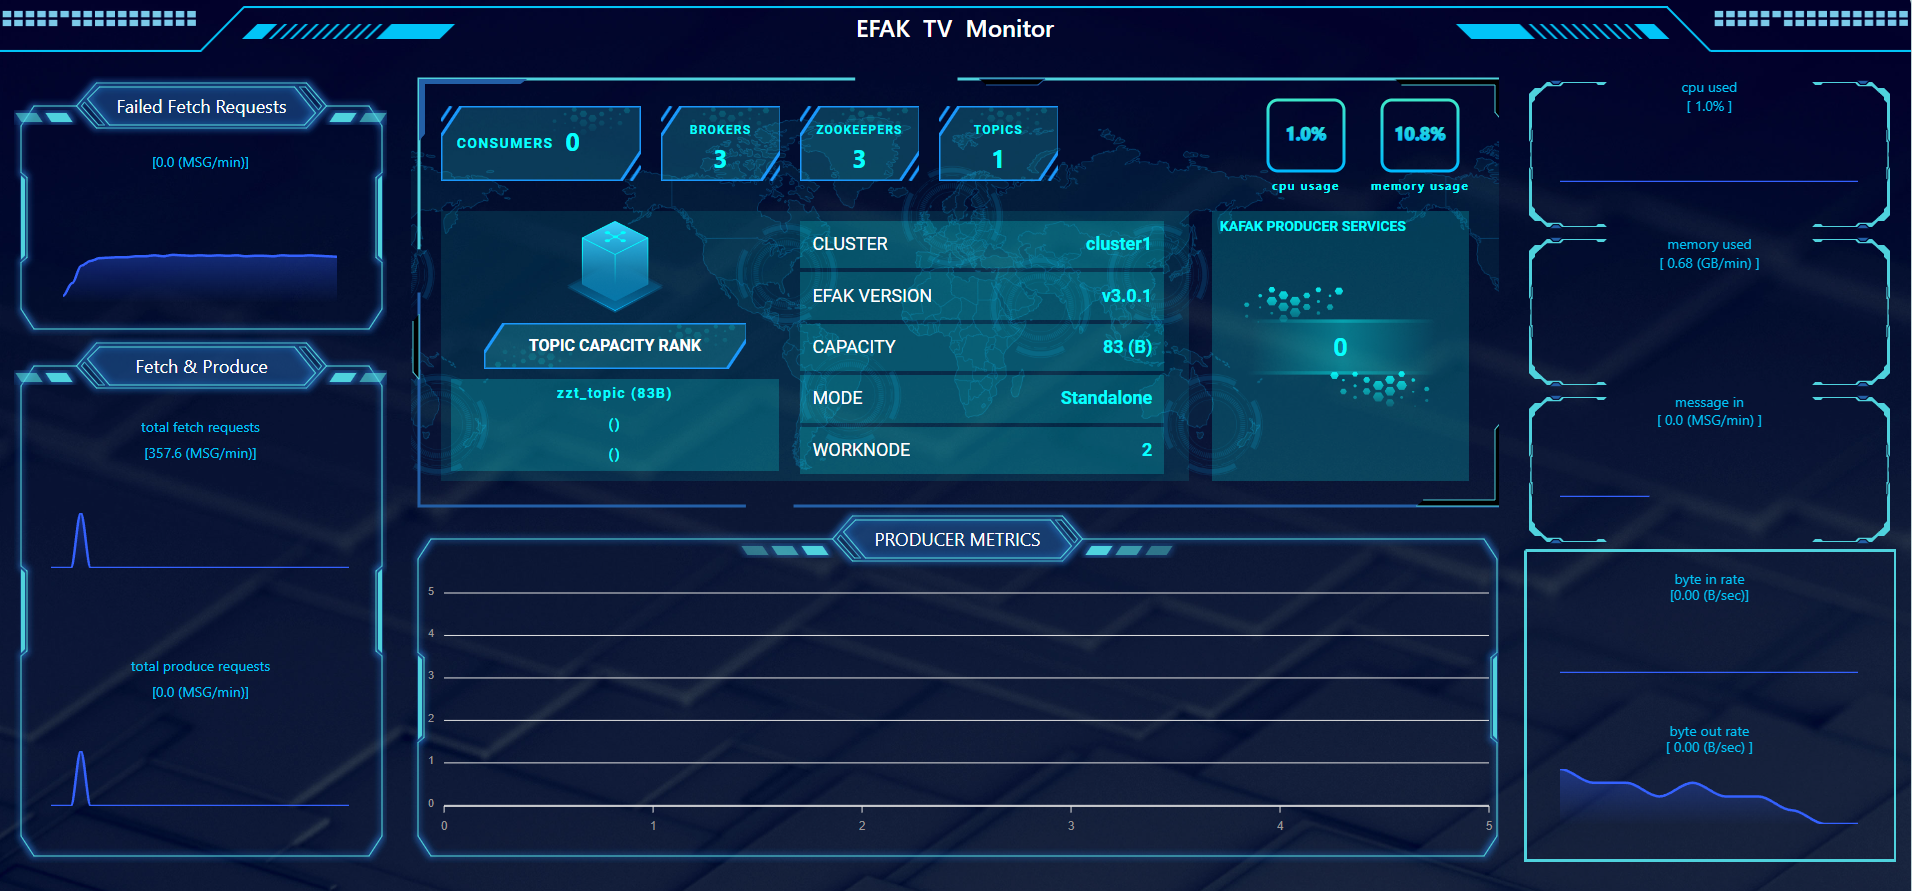 EFAK TV Monitor
Failed Fetch Requests
[0.0 (MSG/min)]
Fetch & Produce
total fetch requests
[357.6 (MSG/min)]
total produce requests
[0.0 (MSG/min)]
CONSUMERS 0
BROKERS
3
ZOOKEEPERS
3
TOPICS
1
1.0%
cpu usage
10.8%
memory usage
TOPIC CAPACITY RANK
zzt_topic (83B)
()
()
CLUSTER cluster1
EFAK VERSION v3.0.1
CAPACITY 83 (B)
MODE Standalone
WORKNODE 2
KAFAK PRODUCER SERVICES
0
PRODUCER METRICS
5
4
3
2
1
0
0 1 2 3 4 5
cpu used
[ 1.0% ]
memory used
[ 0.68 (GB/min) ]
message in
[ 0.0 (MSG/min) ]
byte in rate
[0.00 (B/sec)]
byte out rate
[ 0.00 (B/sec) ]